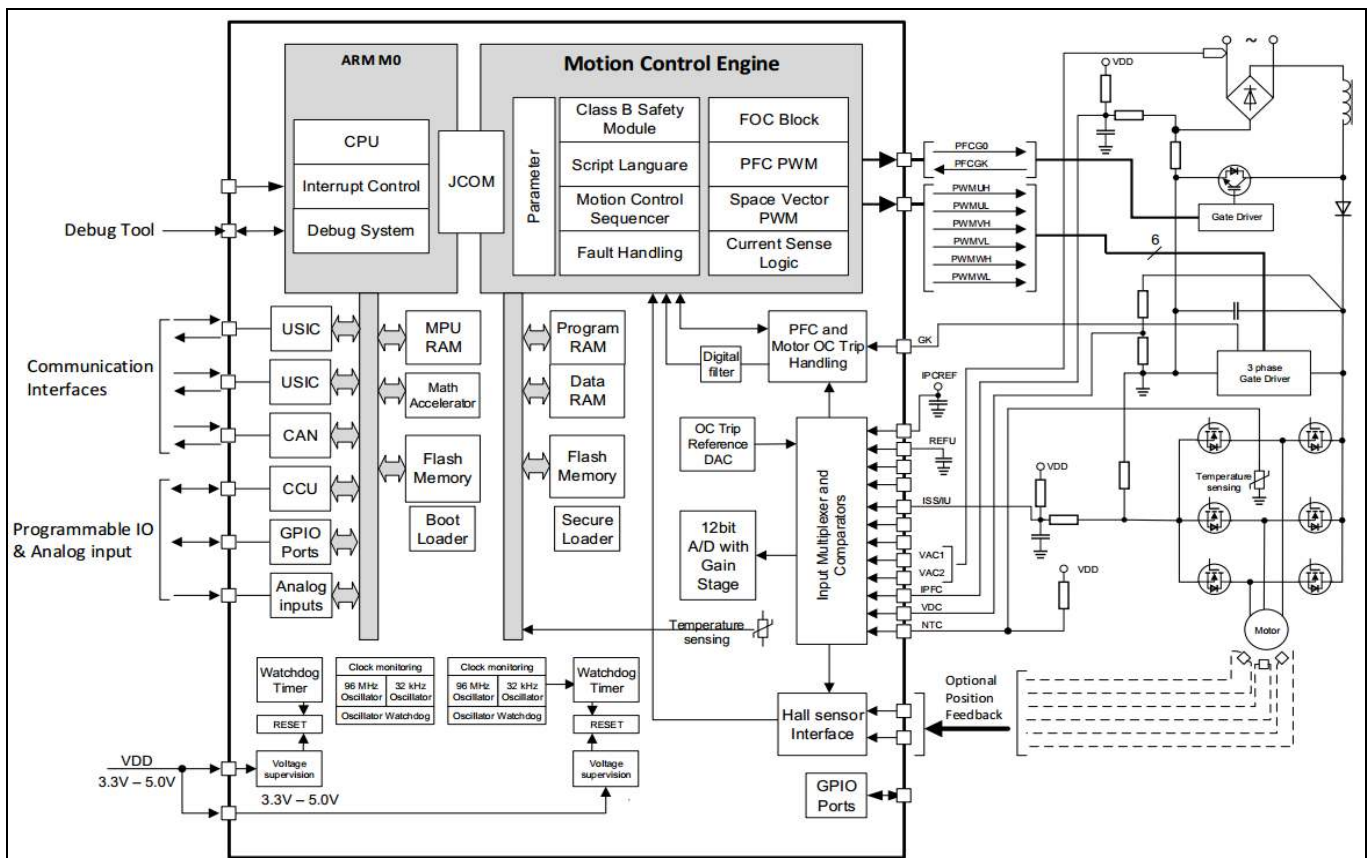 ARM M0
CPU
Interrupt Control
Debug System
JCOM
Motion Control Engine
Parameter
Class B Safety
Module
Script Languare
Motion Control
Sequencer
Fault Handling
FOC Block
PFC PWM
Space Vector
PWM
Current Sense
Logic
Debug Tool
Communication
Interfaces
Programmable IO
& Analog input
USIC
USIC
CAN
CCU
GPIO
Ports
Analog
inputs
MPU
RAM
Math
Accelerator
Flash
Memory
Boot
Loader
Program
RAM
Data
RAM
Flash
Memory
Secure
Loader
Digital
filter
PFC and
Motor OC Trip
Handling
OC Trip
Reference
DAC
12bit
A/D with
Gain
Stage
Input Multiplexer and
Comparators
Temperature
sensing
Hall sensor
Interface
GPIO
Ports
Watchdog
Timer
RESET
Voltage
supervision
Clock monitoring
96 MHz
Oscillator
32 kHz
Oscillator
Oscillator Watchdog
Clock monitoring
96 MHz
Oscillator
32 kHz
Oscillator
Oscillator Watchdog
Watchdog
Timer
RESET
Voltage
supervision
VDD
3.3V – 5.0V
3.3V – 5.0V
PFCG0
PFCGK
PWMUH
PWMUL
PWMVH
PWMVL
PWMWH
PWMWL
GK
IPCREF
REFU
ISS/IU
VAC1
VAC2
IPFC
VDC
NTC
VDD
~
Gate Driver
6
3 phase
Gate Driver
VDD
Temperature
sensing
VDD
Motor
Optional
Position
Feedback